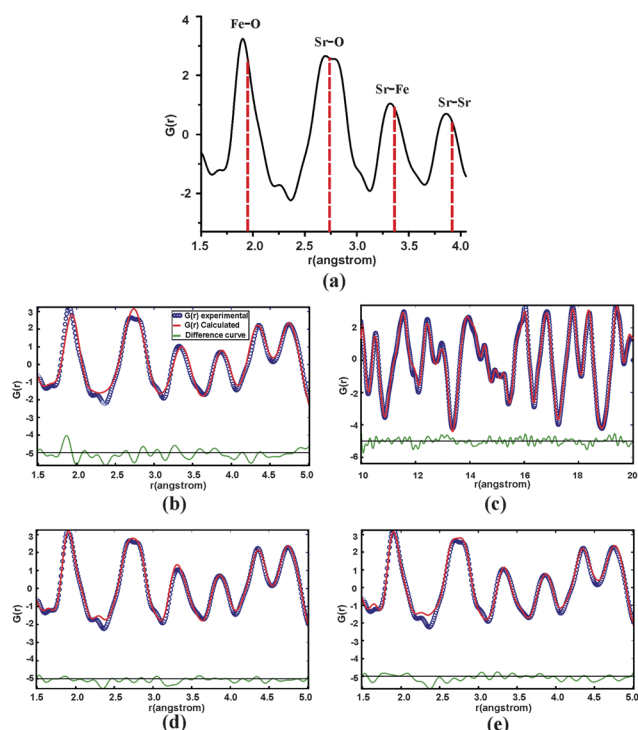 Fe–O
Sr–O
Sr–Fe
Sr–Sr
G(r)
4
2
0
-2
1.5 2.0 2.5 3.0 3.5 4.0
r(angstrom)
(a)
G(r) experimental
G(r) Calculated
Difference curve
G(r)
3
2
1
0
-1
-2
-4
-5
1.5 2.0 2.5 3.0 3.5 4.0 4.5 5.0
r(angstrom)
(b)
G(r)
2
0
-2
-4
-5
-6
10 12 14 16 18 20
r(angstrom)
(c)
G(r)
3
2
1
0
-1
-2
-5
1.5 2.0 2.5 3.0 3.5 4.0 4.5 5.0
r(angstrom)
(d)
G(r)
3
2
1
0
-1
-2
-5
1.5 2.0 2.5 3.0 3.5 4.0 4.5 5.0
r(angstrom)
(e)